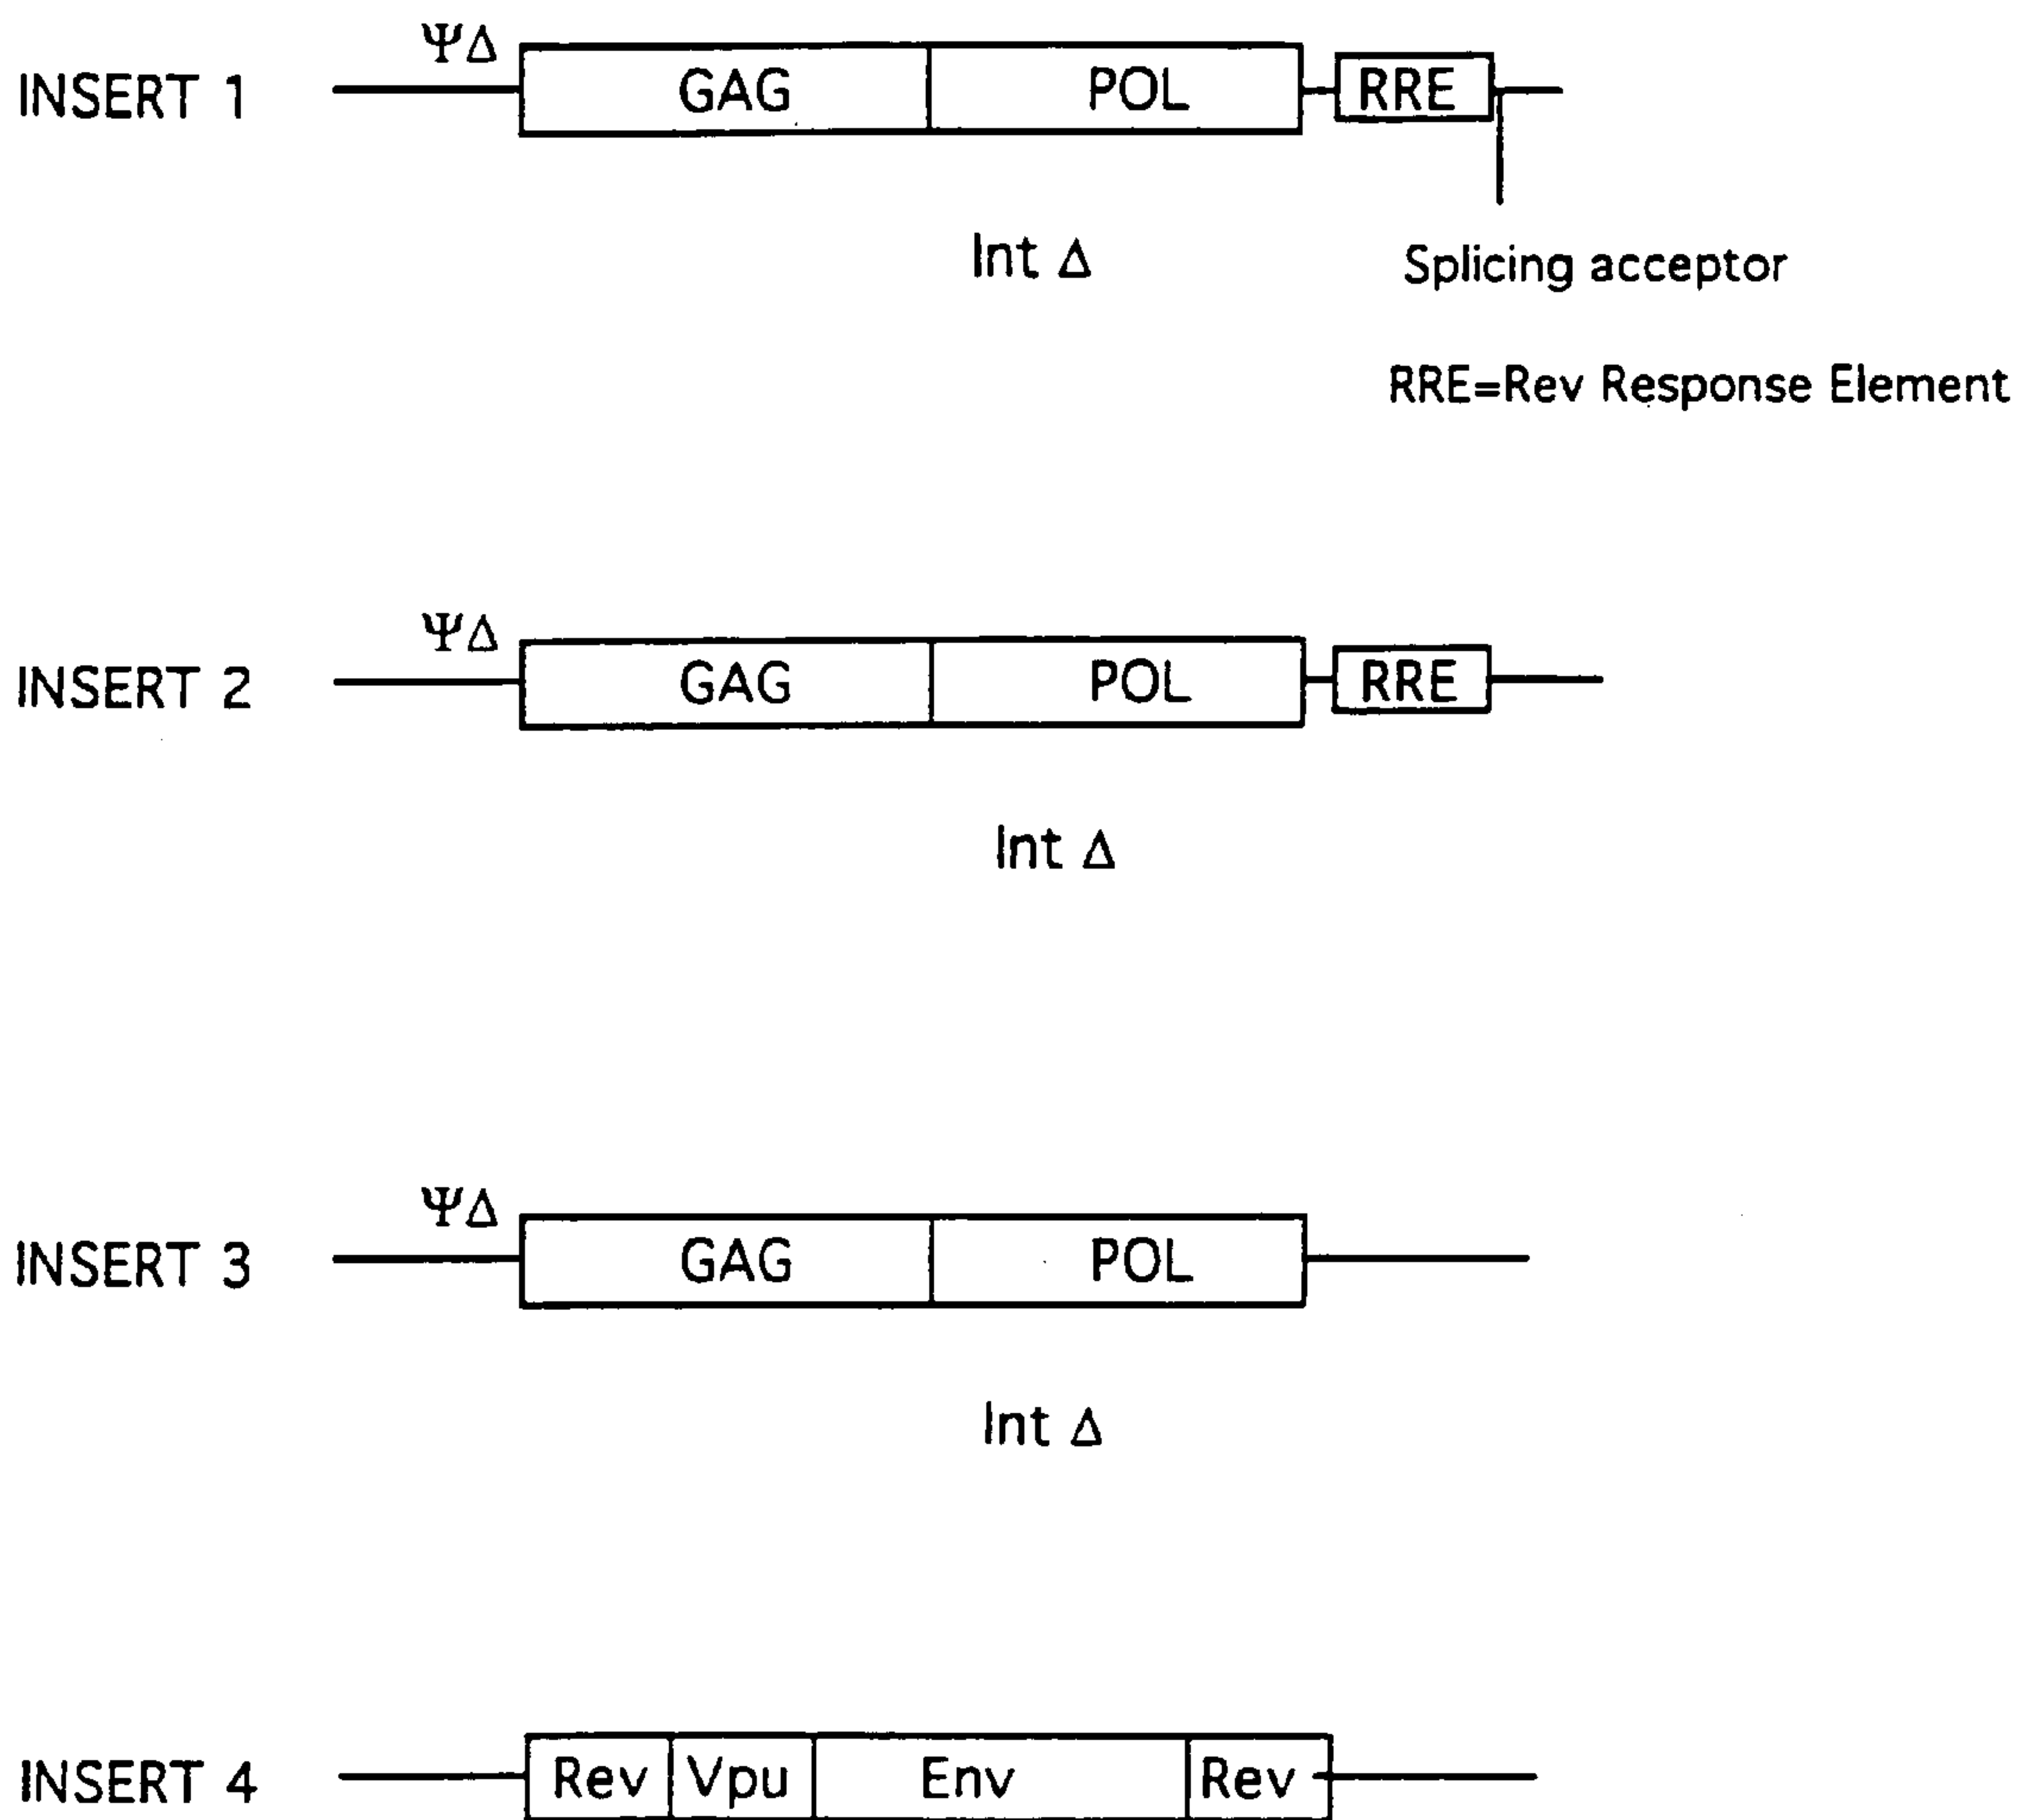 ΨΔ
INSERT 1 GAG POL RRE
Int Δ Splicing acceptor
RRE=Rev Response Element
ΨΔ
INSERT 2 GAG POL RRE
Int Δ
ΨΔ
INSERT 3 GAG POL
Int Δ
INSERT 4 Rev Vpu Env Rev